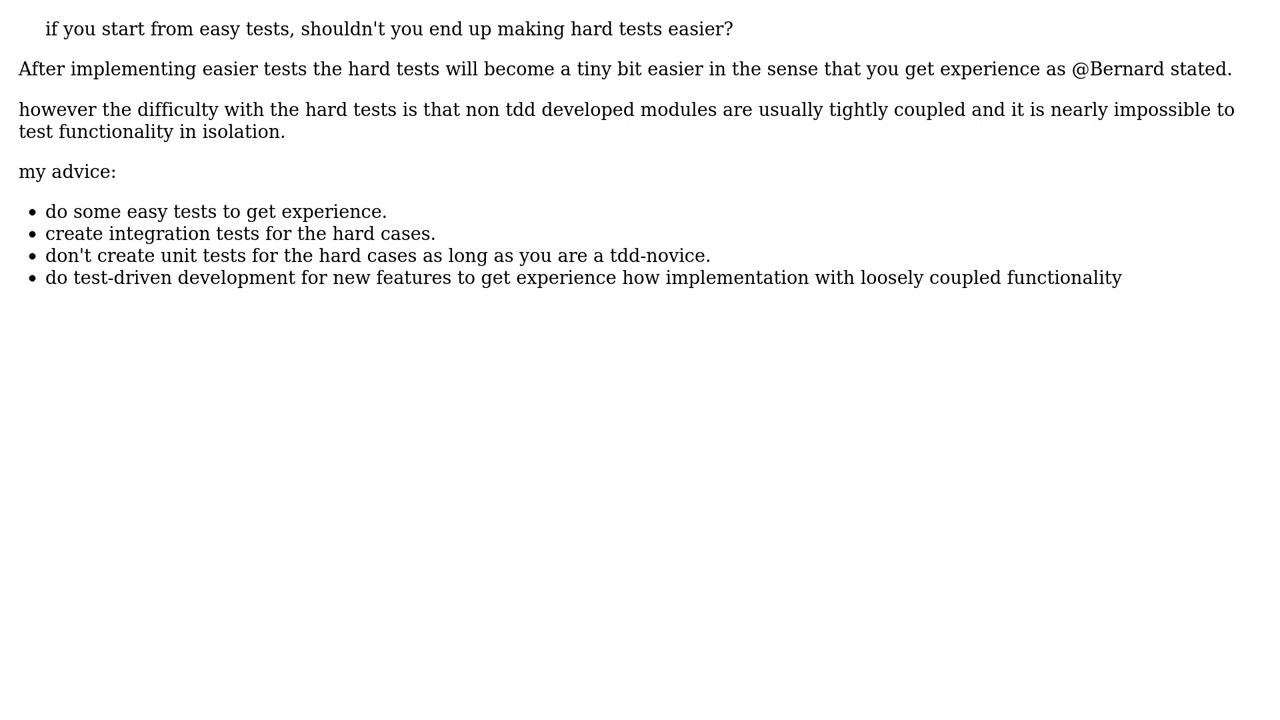 if you start from easy tests, shouldn't you end up making hard tests easier?
After implementing easier tests the hard tests will become a tiny bit easier in the sense that you get experience as @Bernard stated.
however the difficulty with the hard tests is that non tdd developed modules are usually tightly coupled and it is nearly impossible to
test functionality in isolation.
my advice:
• do some easy tests to get experience.
• create integration tests for the hard cases.
• don't create unit tests for the hard cases as long as you are a tdd-novice.
• do test-driven development for new features to get experience how implementation with loosely coupled functionality